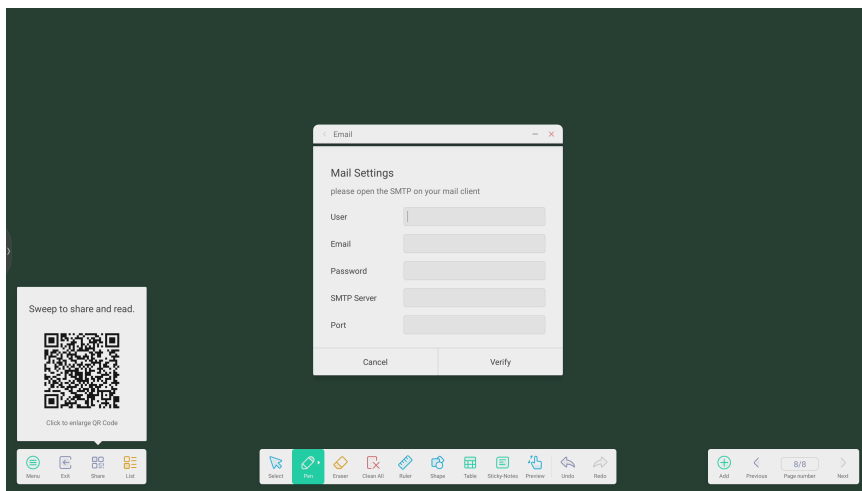 Email
Mail Settings
please open the SMTP on your mail client
User
Email
Password
SMTP Server
Port
Cancel
Verify
Sweep to share and read.
Click to enlarge QR Code
Menu
Exit
Share
List
Select
Pen
Eraser
Clean All
Ruler
Shape
Table
Sticky-Notes
Preview
Undo
Redo
Add
Previous
8/8
Page number
Next